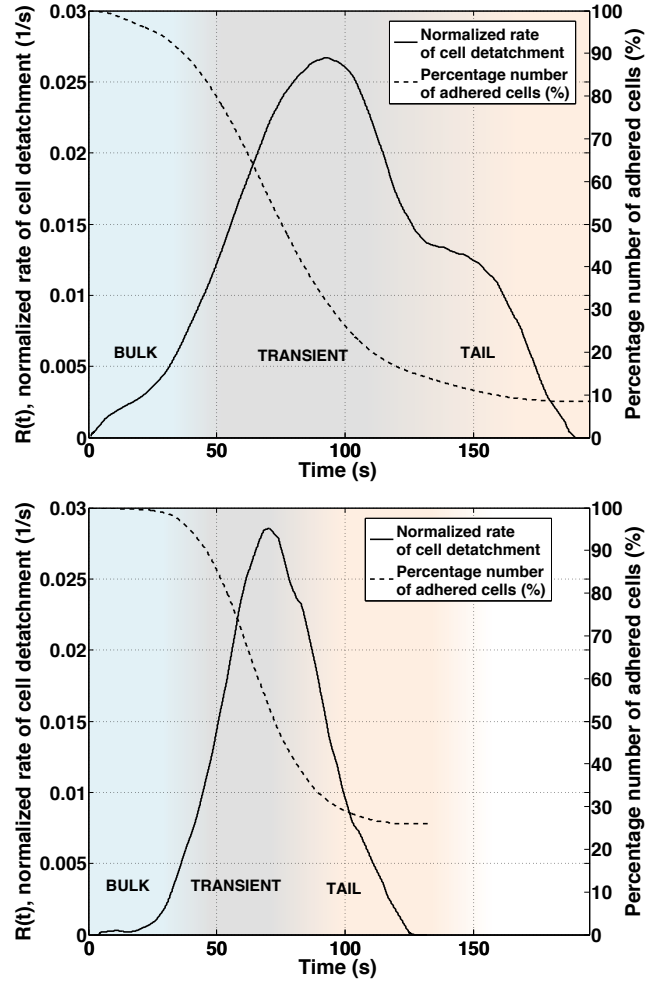 0.03
0.025
0.02
0.015
0.01
0.005
0
R(t), normalized rate of cell detatchment (1/s)
Normalized rate
of cell detatchment
Percentage number
of adhered cells (%)
BULK
TRANSIENT
TAIL
100
90
80
70
60
50
40
30
20
10
0
Percentage number of adhered cells (%)
0
50
100
150
Time (s)
0.03
0.025
0.02
0.015
0.01
0.005
0
R(t), normalized rate of cell detatchment (1/s)
Normalized rate
of cell detatchment
Percentage number
of adhered cells (%)
BULK
TRANSIENT
TAIL
100
90
80
70
60
50
40
30
20
10
0
Percentage number of adhered cells (%)
0
50
100
150
Time (s)